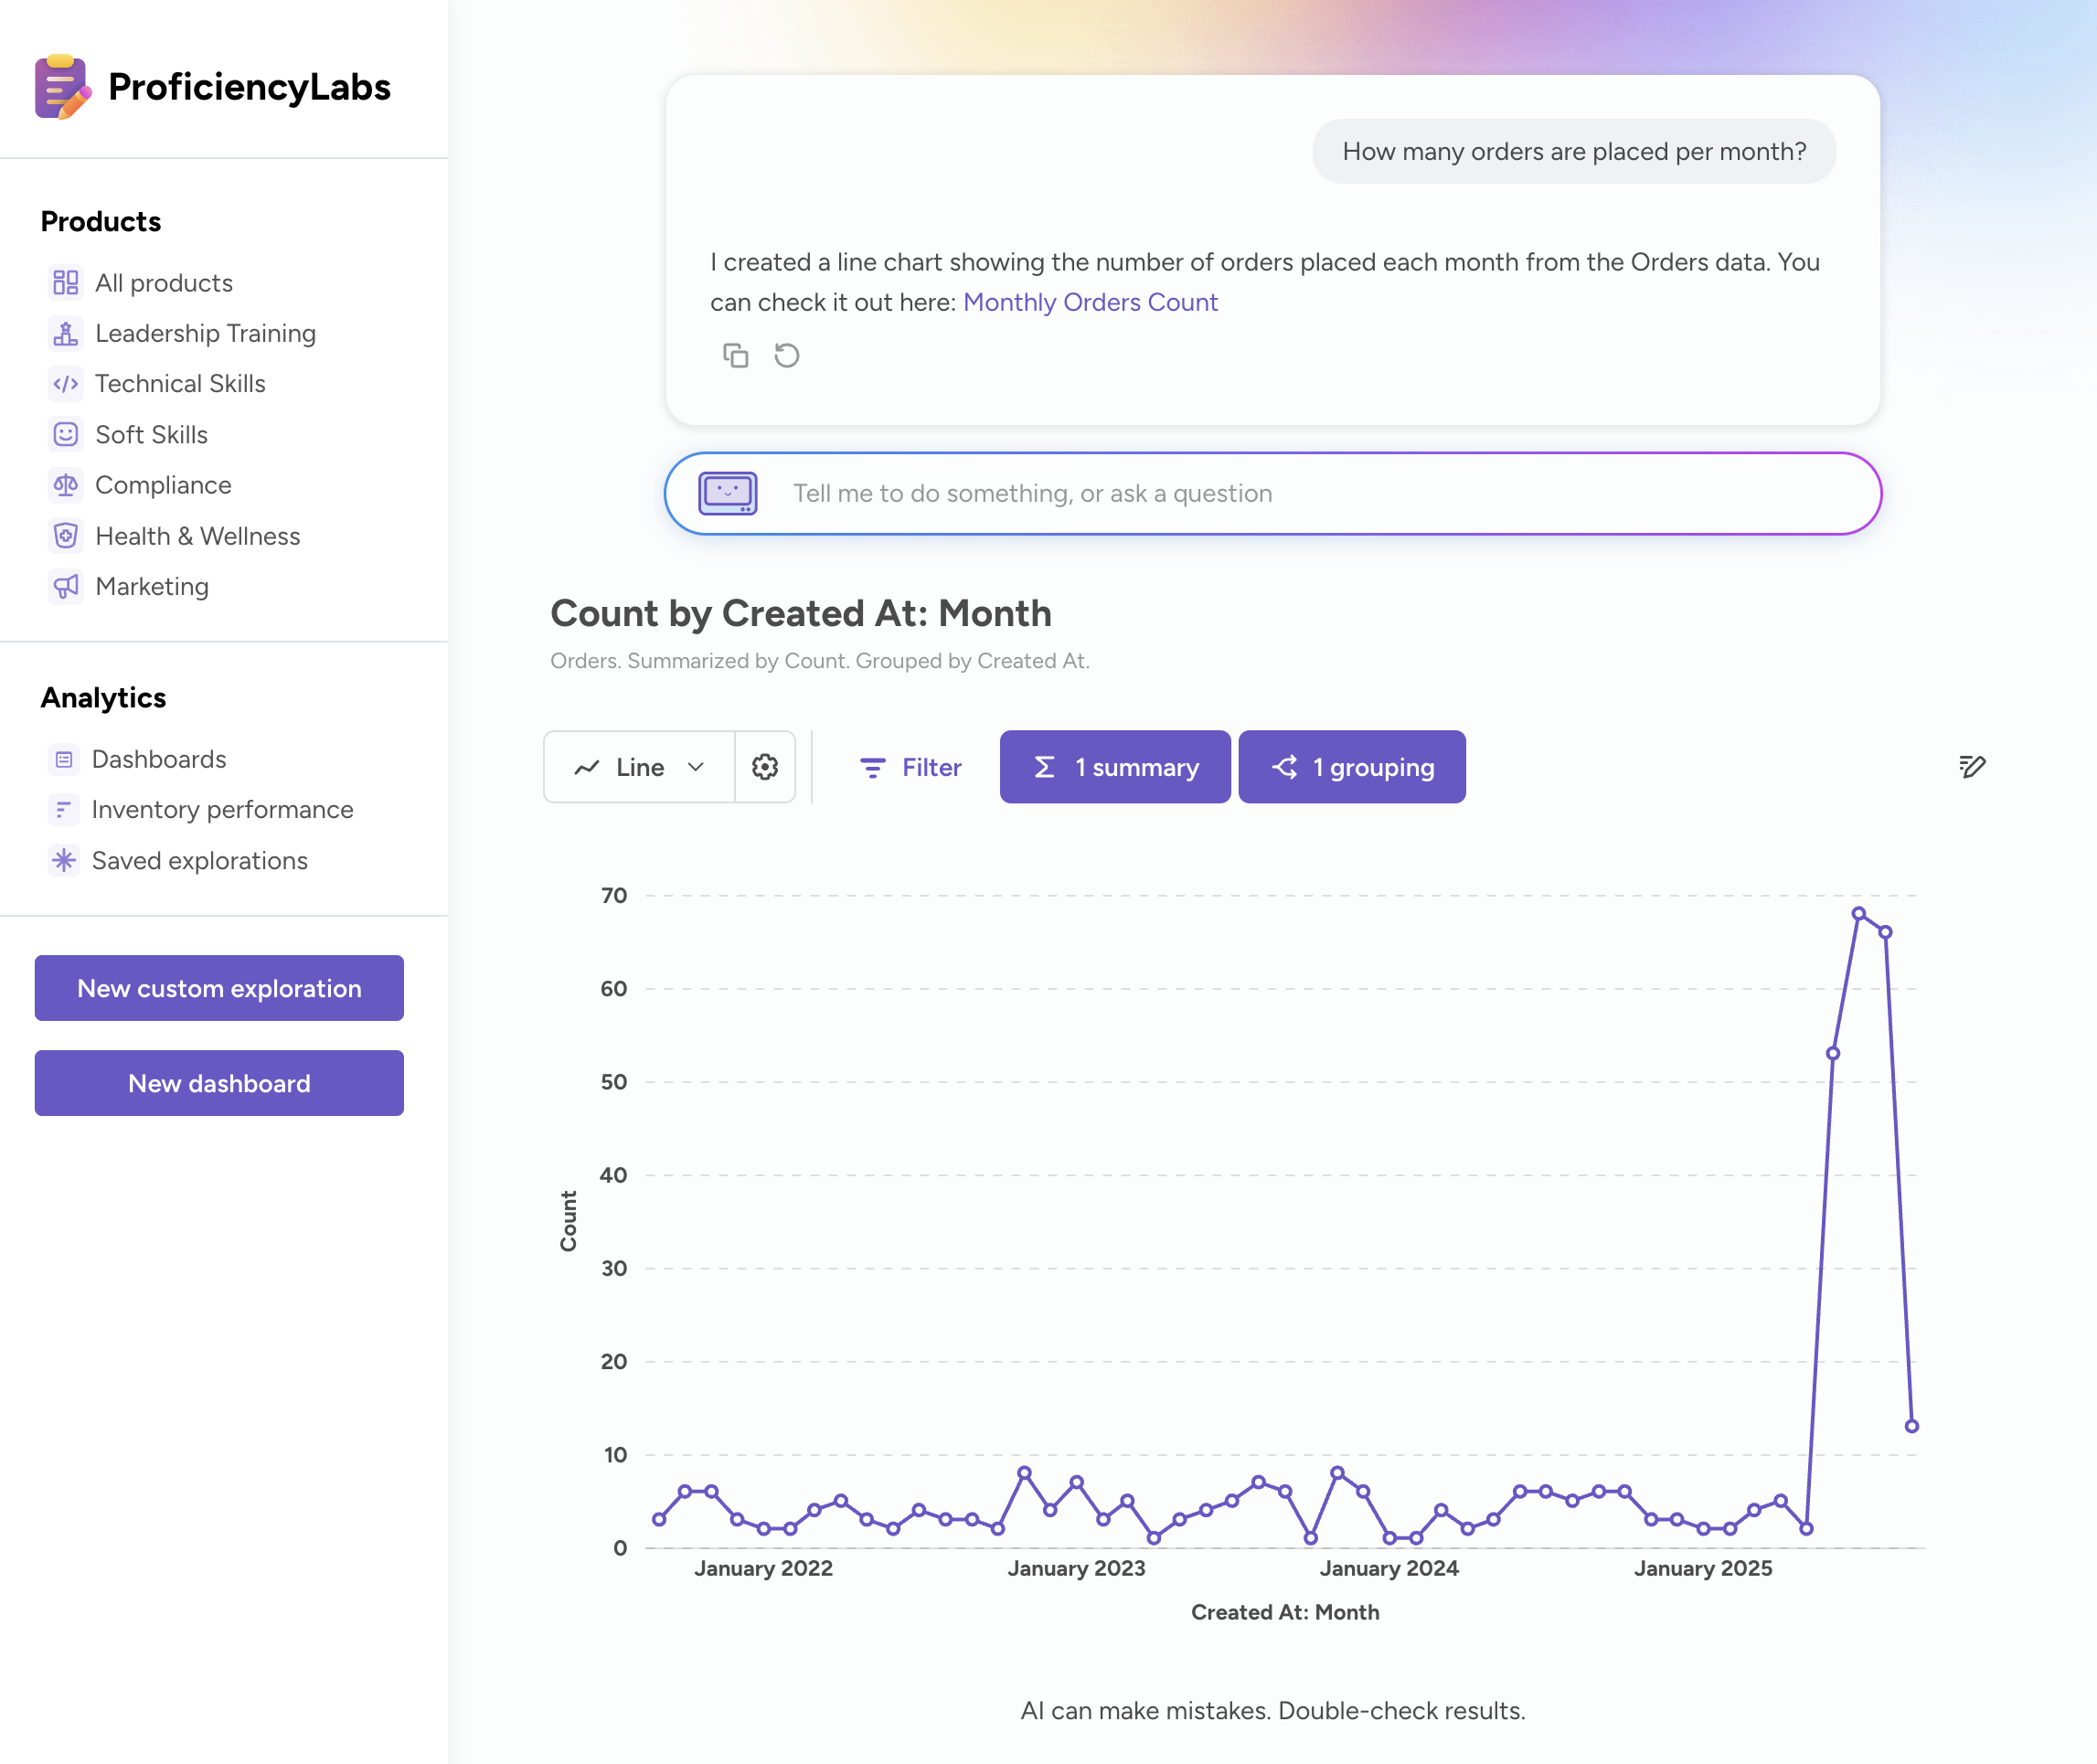 ProficiencyLabs
Products
All products
Leadership Training
Technical Skills
Soft Skills
Compliance
Health & Wellness
Marketing
Analytics
Dashboards
Inventory performance
Saved explorations
New custom exploration
New dashboard
How many orders are placed per month?
I created a line chart showing the number of orders placed each month from the Orders data. You
can check it out here: Monthly Orders Count
Tell me to do something, or ask a question
Count by Created At: Month
Orders. Summarized by Count. Grouped by Created At.
Line
Filter
1 summary
1 grouping
70
60
50
40
30
20
10
0
Count
January 2022
January 2023
January 2024
January 2025
Created At: Month
AI can make mistakes. Double-check results.